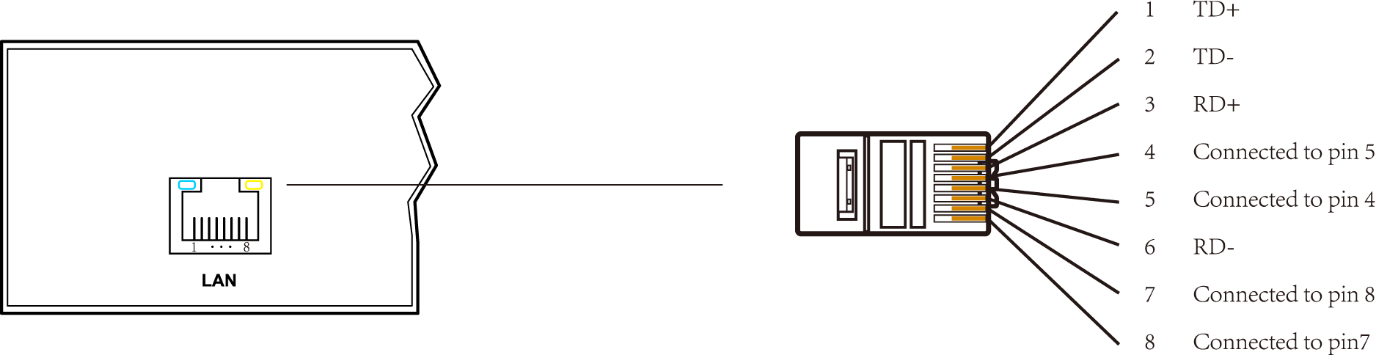 1 TD+
2 TD-
3 RD+
4 Connected to pin 5
5 Connected to pin 4
6 RD-
7 Connected to pin 8
8 Connected to pin7
1 ··· 8
LAN